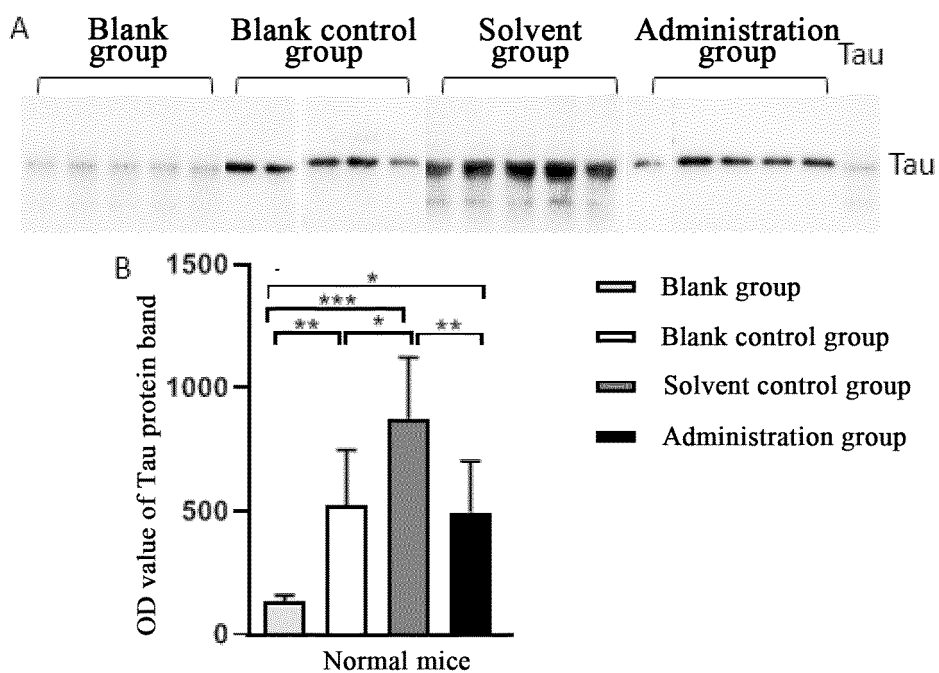 A
Blank group
Blank control group
Solvent group
Administration group
Tau
Tau
B
OD value of Tau protein band
1500
1000
500
0
*
***
**
*
**
Normal mice
Blank group
Blank control group
Solvent control group
Administration group